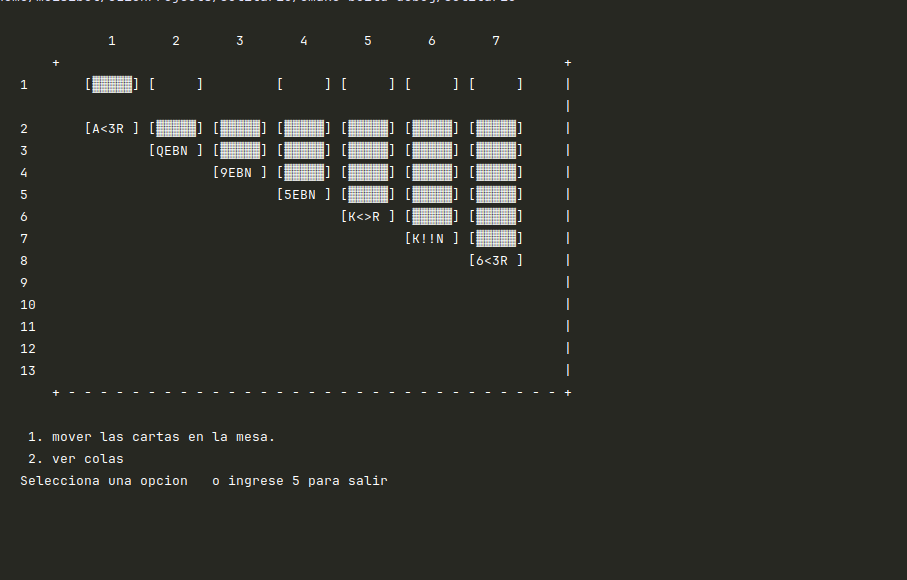 1 2 3 4 5 6 7
+ +
1 [▒▒▒▒▒] [ ] [ ] [ ] [ ] [ ] |
|
2 [A<3R ] [▒▒▒▒▒] [▒▒▒▒▒] [▒▒▒▒▒] [▒▒▒▒▒] [▒▒▒▒▒] [▒▒▒▒▒] |
3 [QEBN ] [▒▒▒▒▒] [▒▒▒▒▒] [▒▒▒▒▒] [▒▒▒▒▒] [▒▒▒▒▒] |
4 [9EBN ] [▒▒▒▒▒] [▒▒▒▒▒] [▒▒▒▒▒] [▒▒▒▒▒] |
5 [5EBN ] [▒▒▒▒▒] [▒▒▒▒▒] [▒▒▒▒▒] |
6 [K<>R ] [▒▒▒▒▒] [▒▒▒▒▒] |
7 [K!!N ] [▒▒▒▒▒] |
8 [6<3R ] |
9 |
10 |
11 |
12 |
13 |
+ - - - - - - - - - - - - - - - - - - - - - - - - - - - - - - - +
1. mover las cartas en la mesa.
2. ver colas
Selecciona una opcion o ingrese 5 para salir